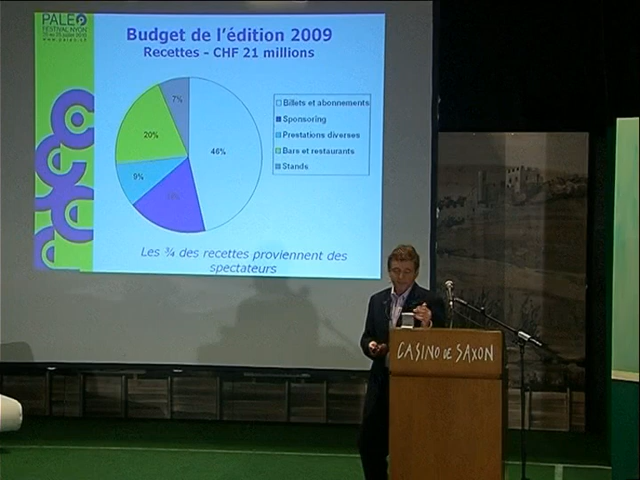 PALÉO
FESTIVAL NYON
Budget de l'édition 2009
Recettes - CHF 21 millions
7%
20%
46%
9%
Billets et abonnements
Sponsoring
Prestations diverses
Bars et restaurants
Stands
Les ¾ des recettes proviennent des
spectateurs
CASINO DE SAXON